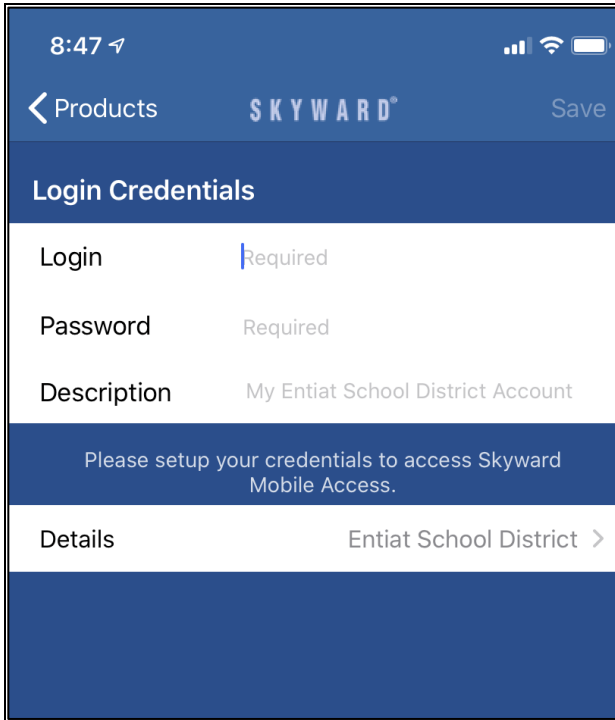 8:47
Products SKYWARD® Save
Login Credentials
Login Required
Password Required
Description My Entiat School District Account
Please setup your credentials to access Skyward
Mobile Access.
Details Entiat School District